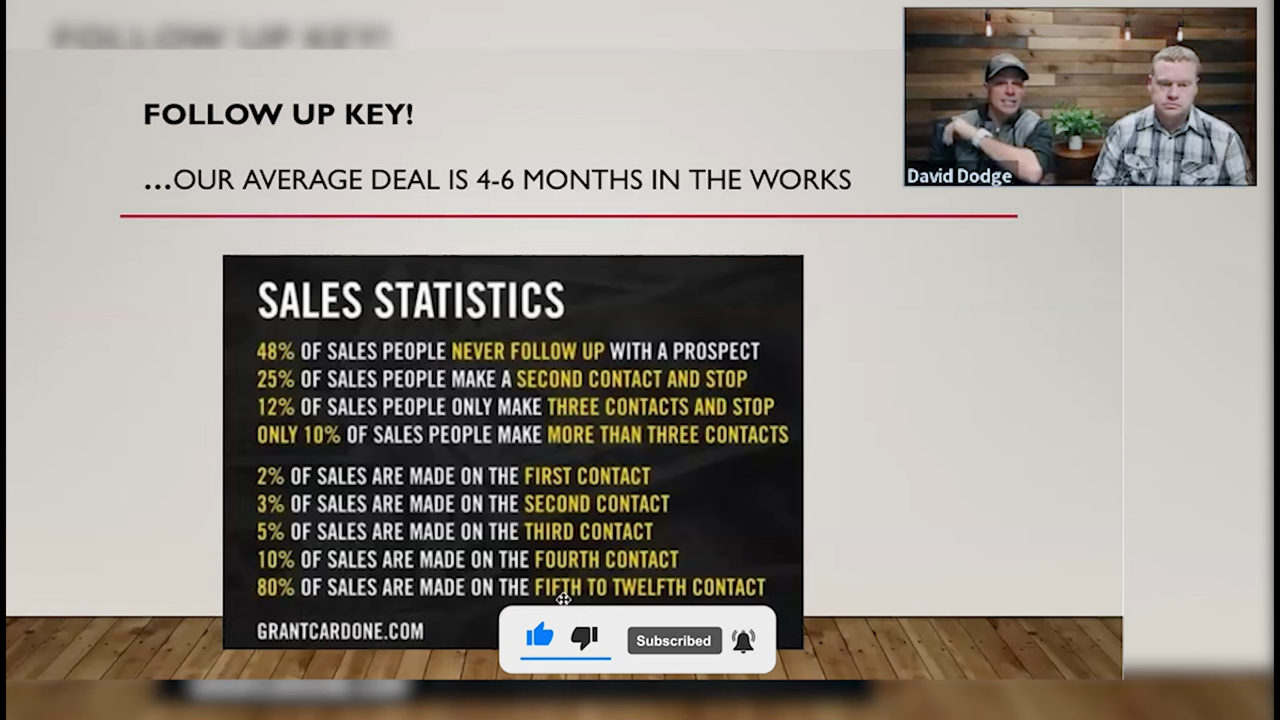 FOLLOW UP KEY!
FOLLOW UP KEY!
...OUR AVERAGE DEAL IS 4-6 MONTHS IN THE WORKS
David Dodge
SALES STATISTICS
48% OF SALES PEOPLE NEVER FOLLOW UP WITH A PROSPECT
25% OF SALES PEOPLE MAKE A SECOND CONTACT AND STOP
12% OF SALES PEOPLE ONLY MAKE THREE CONTACTS AND STOP
ONLY 10% OF SALES PEOPLE MAKE MORE THAN THREE CONTACTS
2% OF SALES ARE MADE ON THE FIRST CONTACT
3% OF SALES ARE MADE ON THE SECOND CONTACT
5% OF SALES ARE MADE ON THE THIRD CONTACT
10% OF SALES ARE MADE ON THE FOURTH CONTACT
80% OF SALES ARE MADE ON THE FIFTH TO TWELFTH CONTACT
GRANTCARDONE.COM
Subscribed